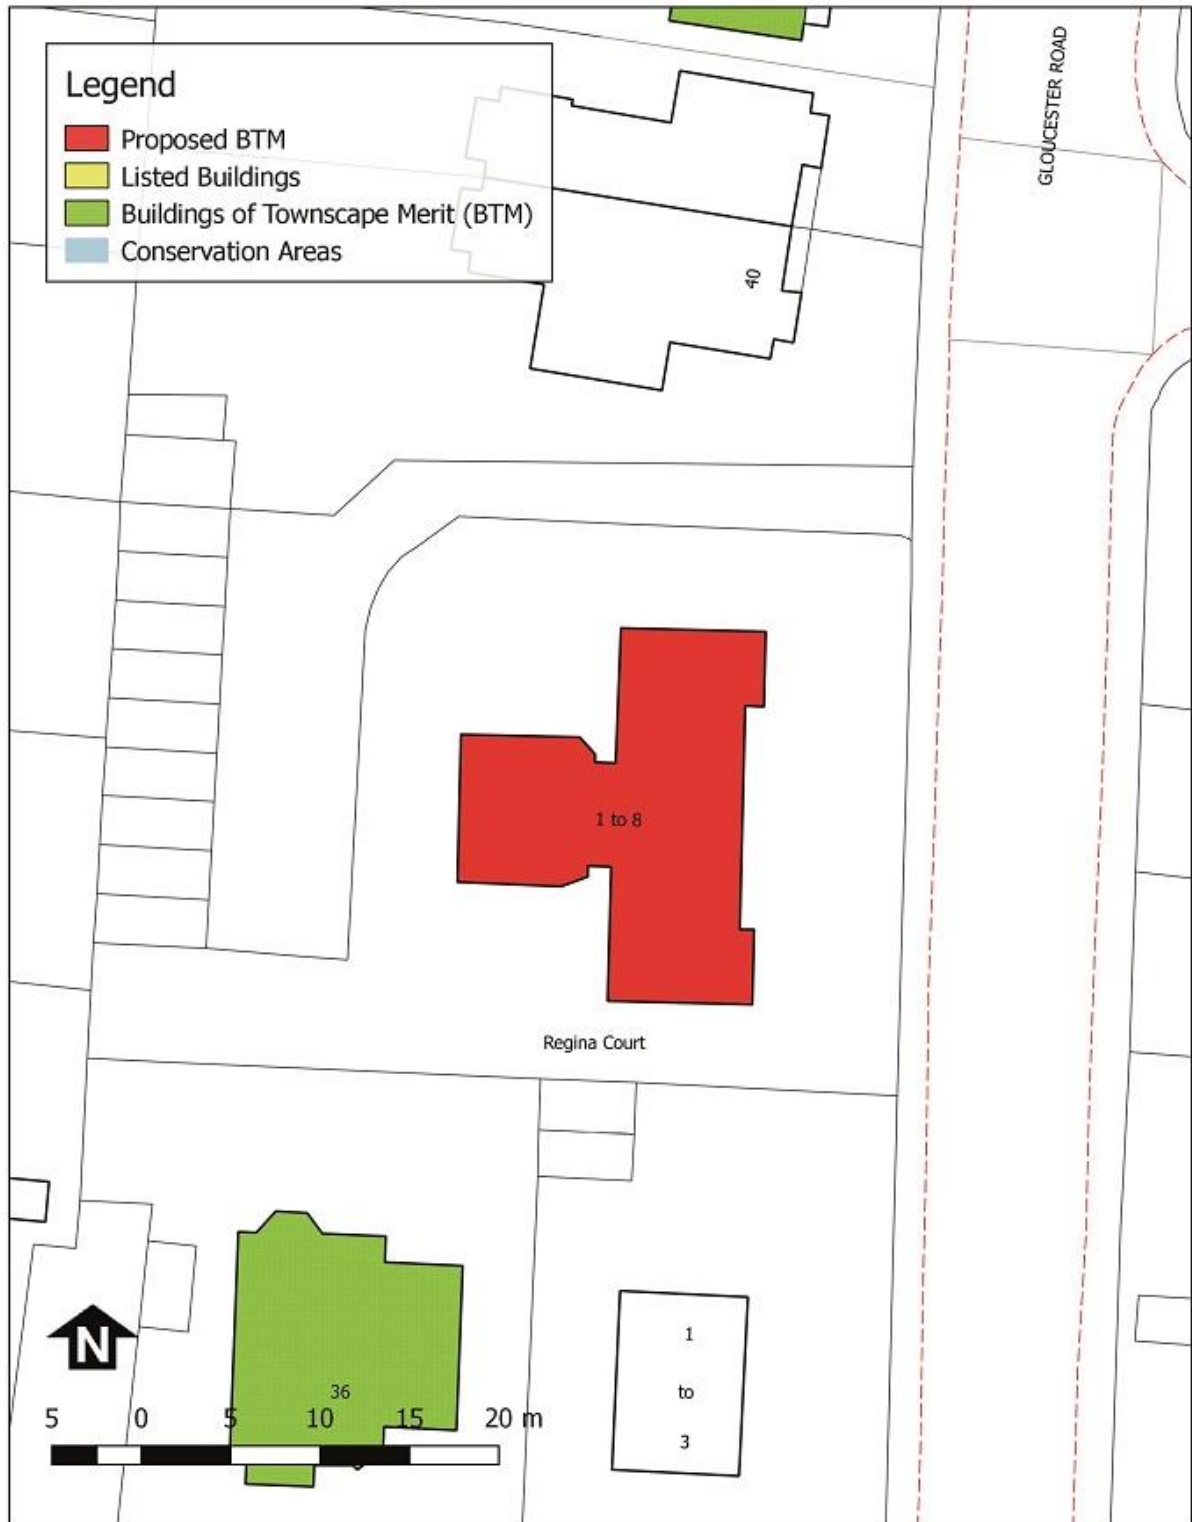 Legend
Proposed BTM
Listed Buildings
Buildings of Townscape Merit (BTM)
Conservation Areas
GLOUCESTER ROAD
40
1 to 8
Regina Court
36
1
to
3
N
5 0 5 10 15 20 m